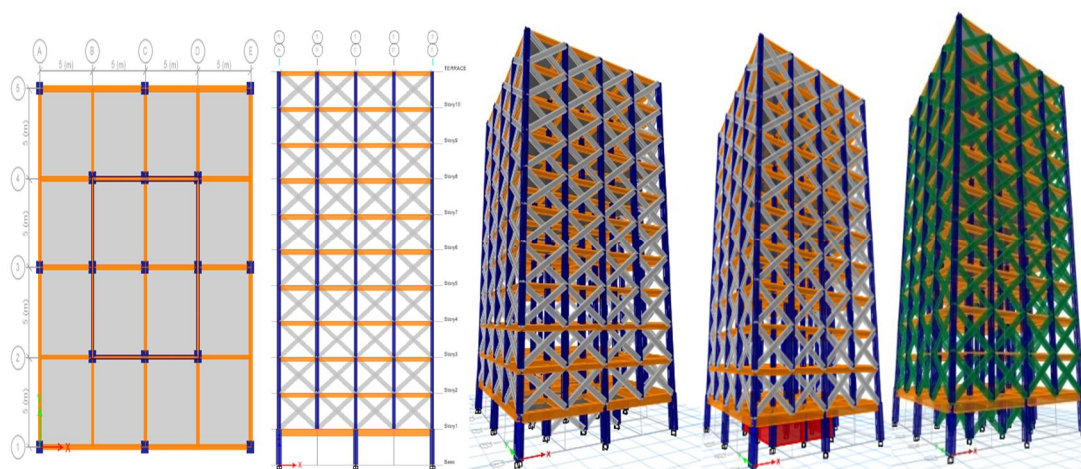 A B C D E
5 (m) 5 (m) 5 (m) 5 (m)
5
5 (m)
4
5 (m)
3
5 (m)
2
5 (m)
1
X
TERRACE
Story10
Story9
Story8
Story7
Story6
Story5
Story4
Story3
Story2
Story1
Base
X
X
X
X